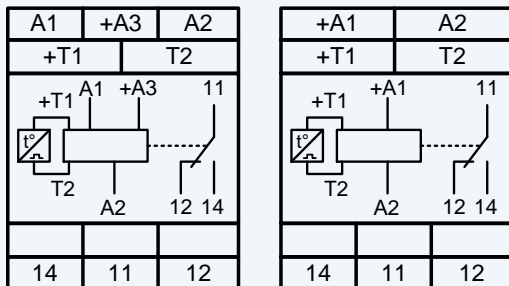 A1 +A3 A2
+T1 T2
A1 +A3 11
+T1
t°
T2
A2 12 14
14 11 12
+A1 A2
+T1 T2
+A1 11
+T1
t°
T2
A2 12 14
14 11 12